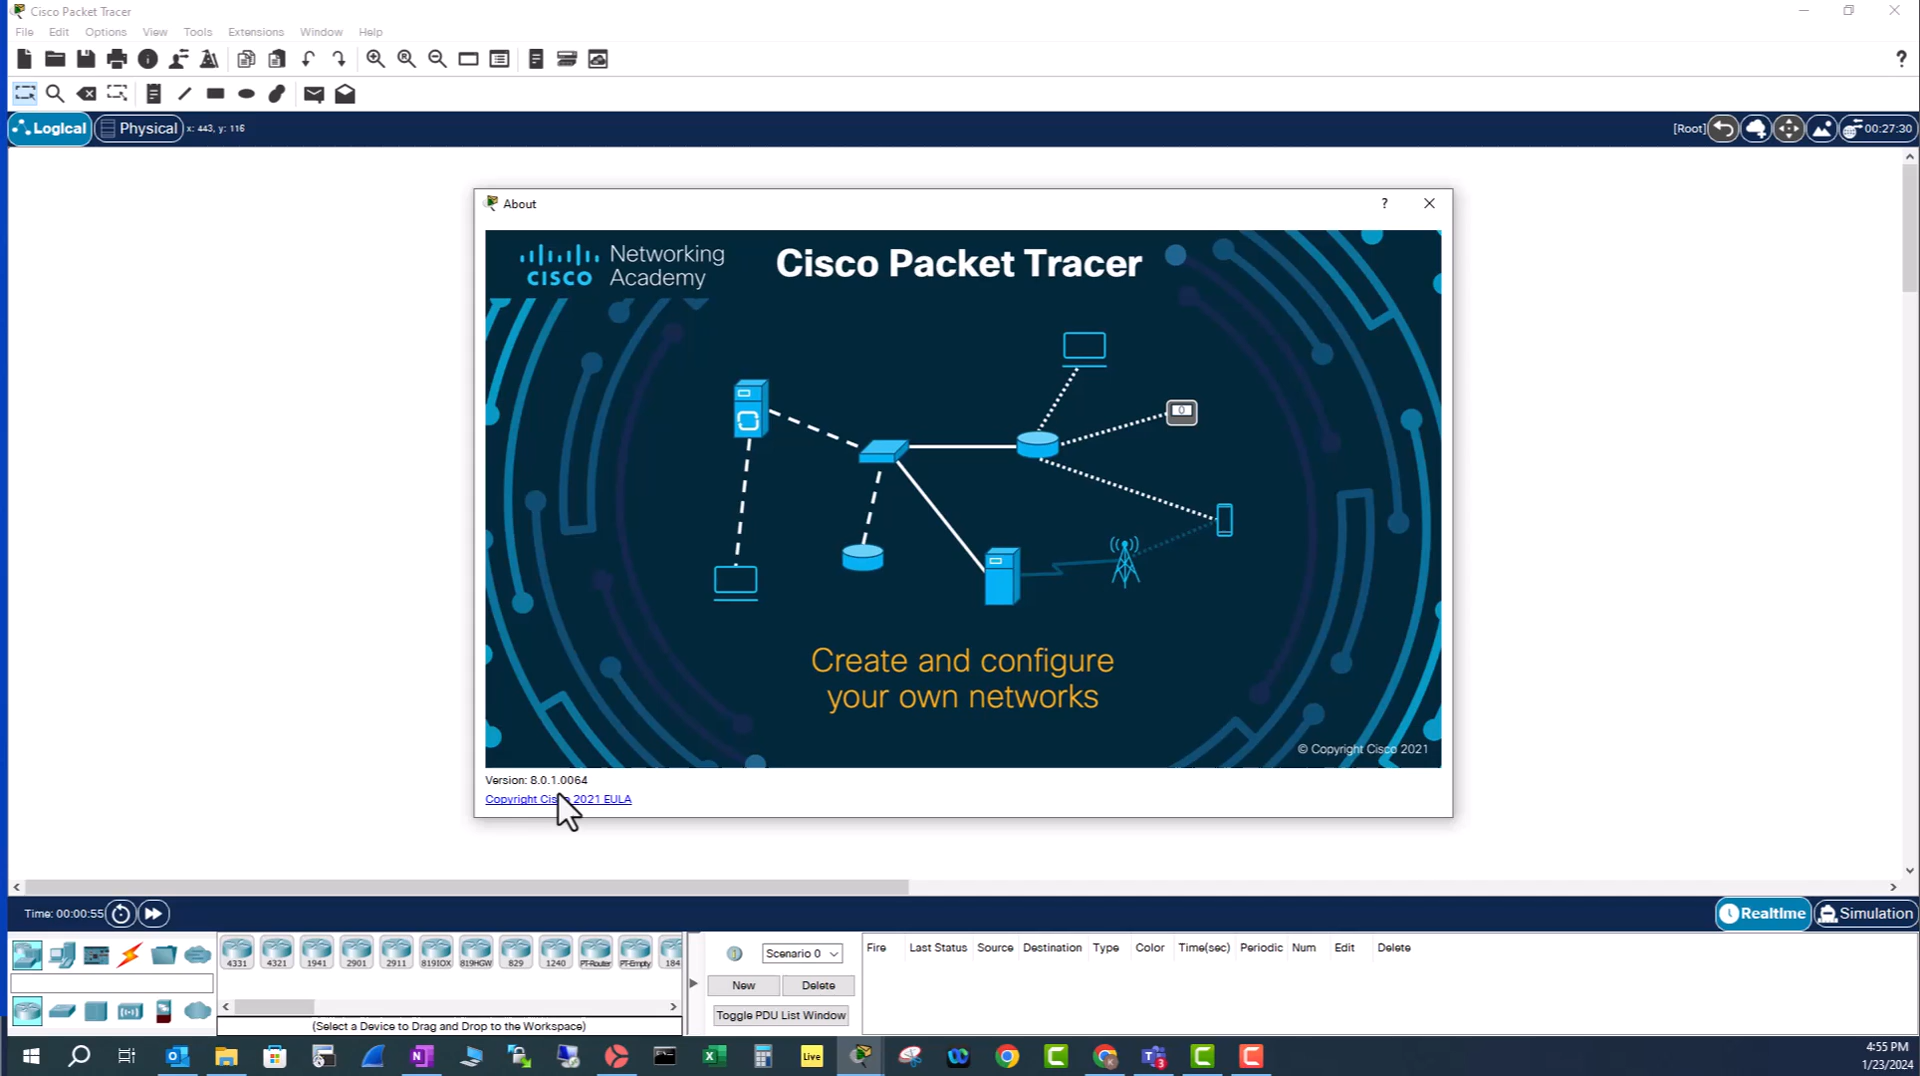 Cisco Packet Tracer
File Edit Options View Tools Extensions Window Help
?
Logical Physical x: 443, y: 116
[Root] 00:27:30
About
?
CISCO Networking Academy
Cisco Packet Tracer
0
Create and configure
your own networks
© Copyright Cisco 2021
Version: 8.0.1.0064
Copyright Cisco 2021 EULA
Time: 00:00:55
Realtime Simulation
4331 4321 1941 2901 2911 819IOX 819HGW 829 1240 PT-Router PT-Empty 184
Scenario 0
Fire Last Status Source Destination Type Color Time(sec) Periodic Num Edit Delete
New Delete
Toggle PDU List Window
(Select a Device to Drag and Drop to the Workspace)
Live
4:55 PM
1/23/2024